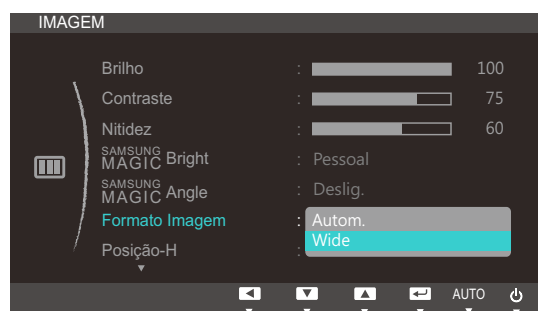 IMAGEM
Brilho : 100
Contraste : 75
Nitidez : 60
SAMSUNG MAGIC Bright : Pessoal
SAMSUNG MAGIC Angle : Deslig.
Formato Imagem : Autom.
Wide
Posição-H :
AUTO